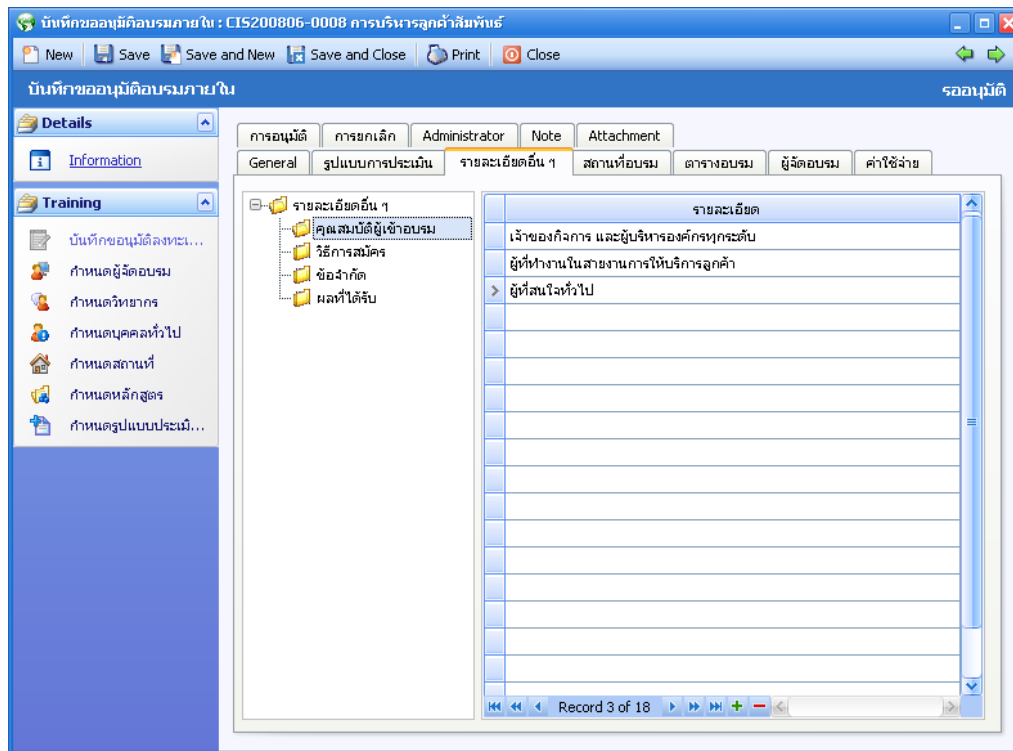 บันทึกขออนุมัติอบรมภายใน : CIS200806-0008 การบริหารลูกค้าสัมพันธ์
New Save Save and New Save and Close Print Close
บันทึกขออนุมัติอบรมภายใน รออนุมัติ
Details
Information
Training
บันทึกขอนุมัติลงทะเ...
กำหนดผู้จัดอบรม
กำหนดวิทยากร
กำหนดบุคคลทั่วไป
กำหนดสถานที่
กำหนดหลักสูตร
กำหนดรูปแบบประเมิ...
การอนุมัติ การยกเลิก Administrator Note Attachment
General รูปแบบการประเมิน รายละเอียดอื่น ๆ สถานที่อบรม ตารางอบรม ผู้จัดอบรม ค่าใช้จ่าย
รายละเอียดอื่น ๆ
คุณสมบัติผู้เข้าอบรม
วิธีการสมัคร
ข้อจำกัด
ผลที่ได้รับ
รายละเอียด
เจ้าของกิจการ และผู้บริหารองค์กรทุกระดับ
ผู้ที่ทำงานในสายงานการให้บริการลูกค้า
ผู้ที่สนใจทั่วไป
Record 3 of 18